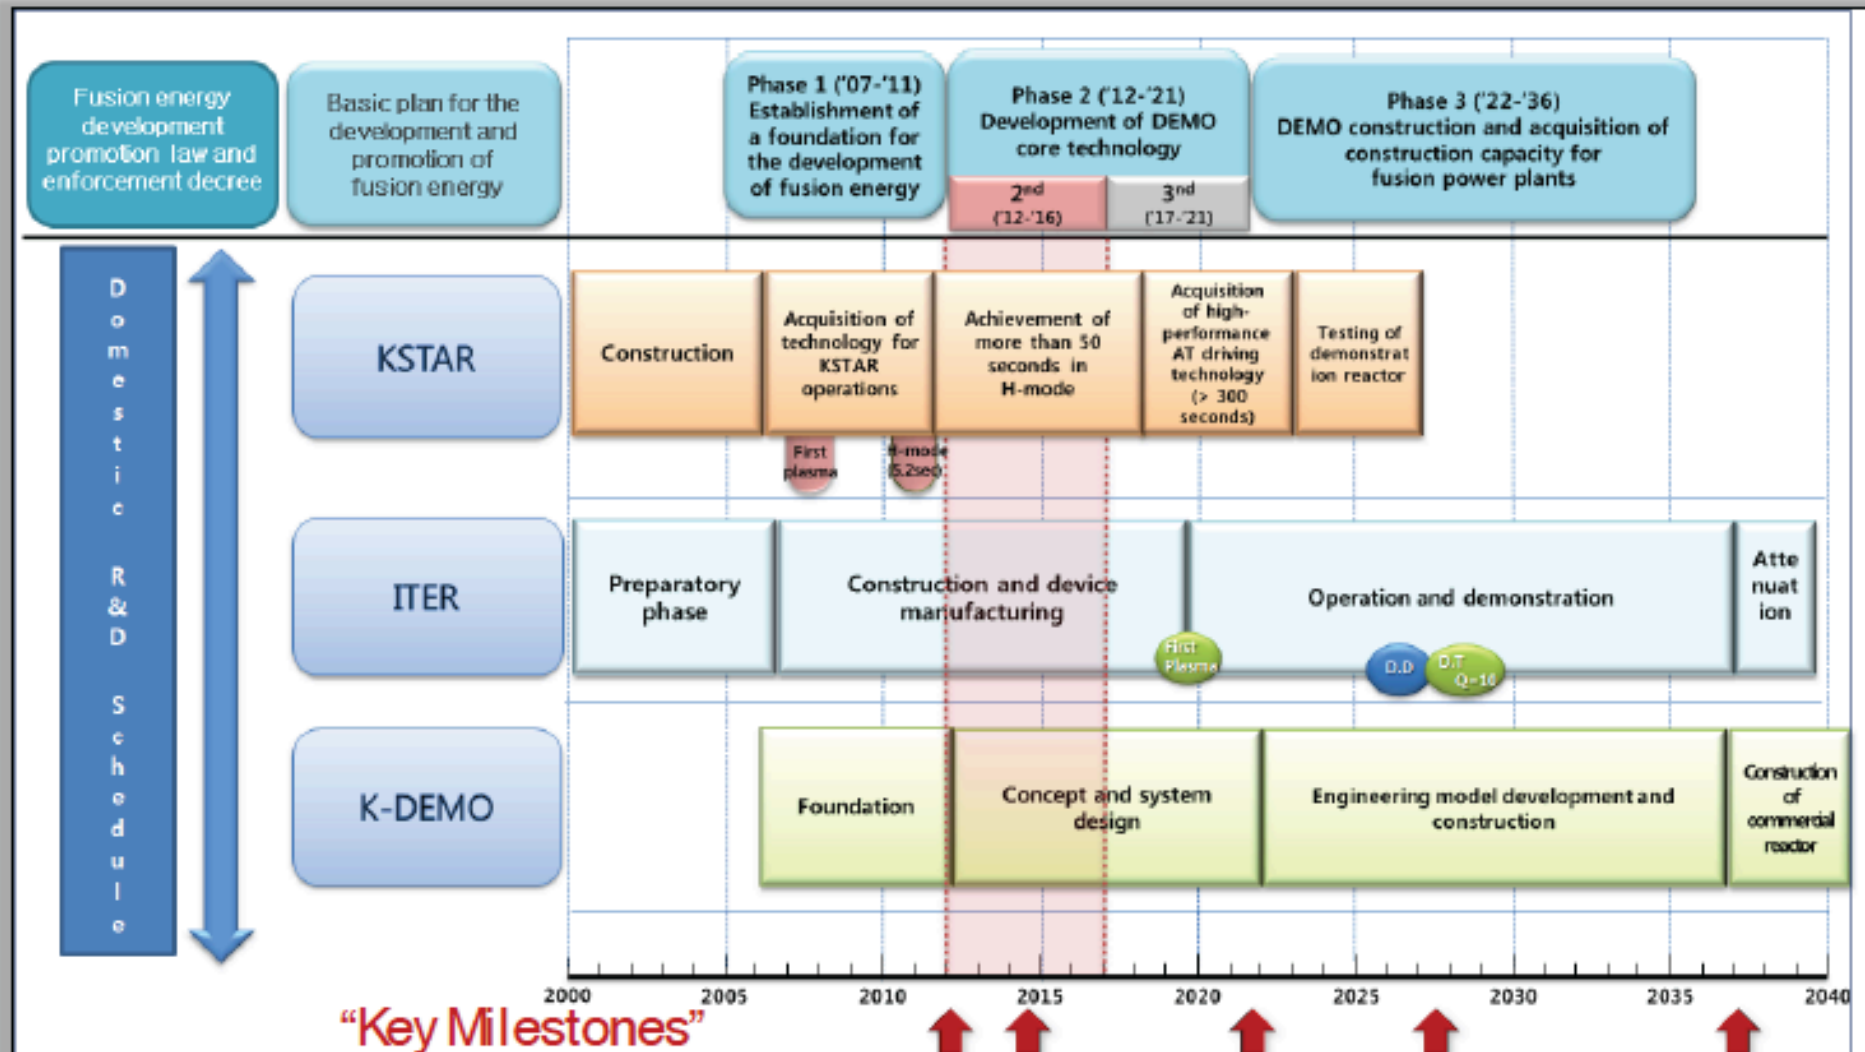 Fusion energy
development
promotion law and
enforcement decree
Basic plan for the
development and
promotion of
fusion energy
Phase 1 ('07-'11)
Establishment of
a foundation for
the development
of fusion energy
Phase 2 ('12-'21)
Development of DEMO
core technology
2nd
('12-'16)
3nd
('17-'21)
Phase 3 ('22-'36)
DEMO construction and acquisition of
construction capacity for
fusion power plants
Domestic R&D Schedule
KSTAR
Construction
Acquisition of
technology for
KSTAR
operations
Achievement of
more than 50
seconds in
H-mode
Acquisition
of high-
performance
AT driving
technology
(> 300
seconds)
Testing of
demonstrat
ion reactor
First
plasma
H-mode
(5.2sec)
ITER
Preparatory
phase
Construction and device
manufacturing
Operation and demonstration
Atte
nuat
ion
First
Plasma
D.D
D.T
Q=10
K-DEMO
Foundation
Concept and system
design
Engineering model development and
construction
Construction
of
commercial
reactor
2000 2005 2010 2015 2020 2025 2030 2035 2040
“Key Milestones”